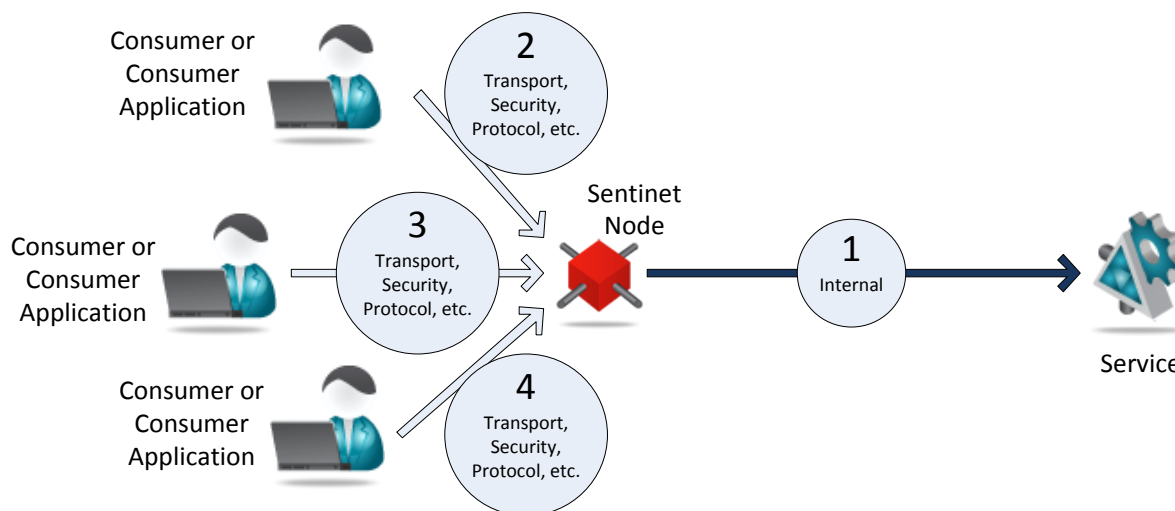 Consumer or
Consumer
Application
2
Transport,
Security,
Protocol, etc.
Consumer or
Consumer
Application
3
Transport,
Security,
Protocol, etc.
Sentinet
Node
1
Internal
Service
Consumer or
Consumer
Application
4
Transport,
Security,
Protocol, etc.